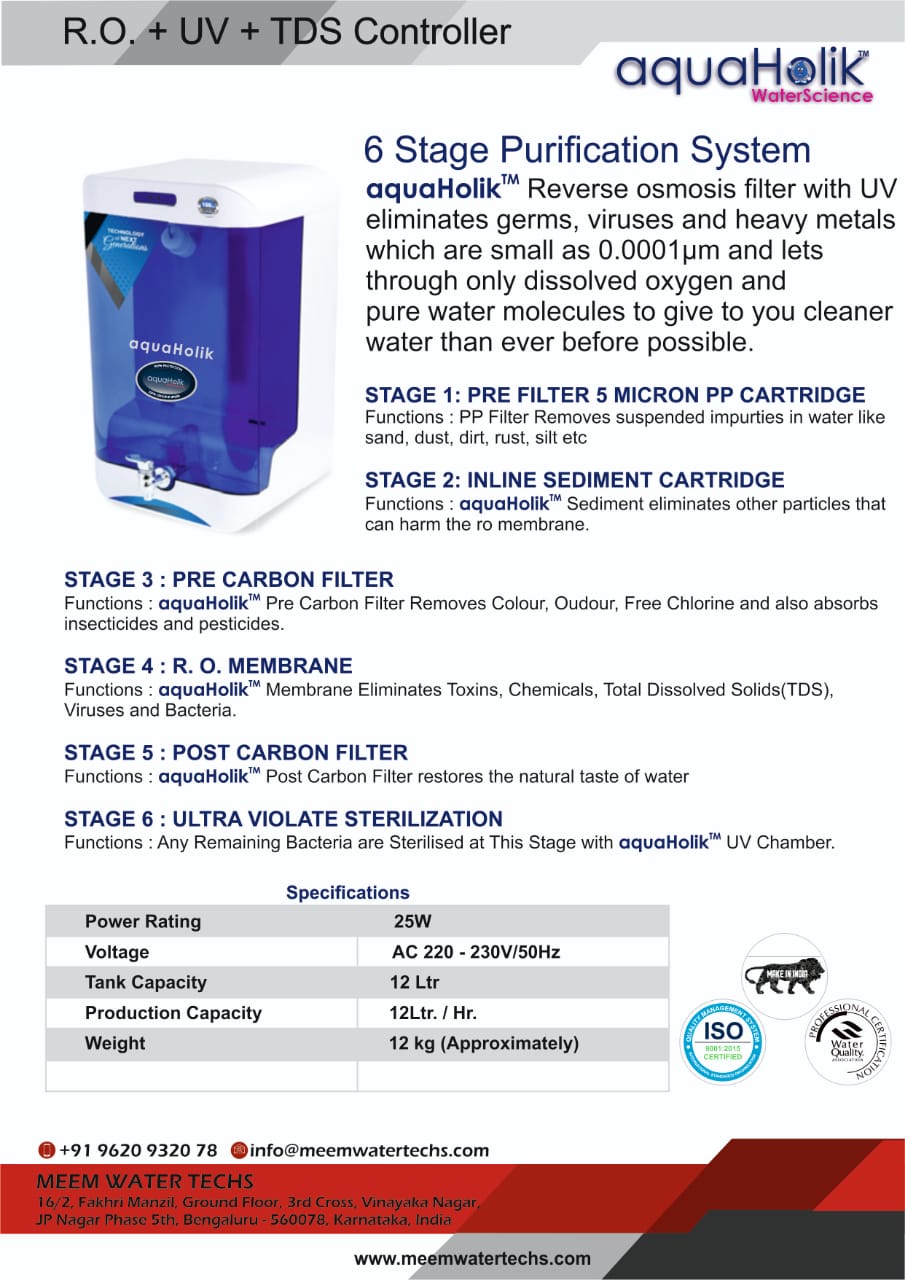 R.O. + UV + TDS Controller
aquaHolik™
WaterScience
6 Stage Purification System
aquaHolik™ Reverse osmosis filter with UV
eliminates germs, viruses and heavy metals
which are small as 0.0001µm and lets
through only dissolved oxygen and
pure water molecules to give to you cleaner
water than ever before possible.
TECHNOLOGY
of NEXT
Generations
aquaHolik
aquaHolik
STAGE 1: PRE FILTER 5 MICRON PP CARTRIDGE
Functions : PP Filter Removes suspended impurties in water like
sand, dust, dirt, rust, silt etc
STAGE 2: INLINE SEDIMENT CARTRIDGE
Functions : aquaHolik™ Sediment eliminates other particles that
can harm the ro membrane.
STAGE 3 : PRE CARBON FILTER
Functions : aquaHolik™ Pre Carbon Filter Removes Colour, Oudour, Free Chlorine and also absorbs
insecticides and pesticides.
STAGE 4 : R. O. MEMBRANE
Functions : aquaHolik™ Membrane Eliminates Toxins, Chemicals, Total Dissolved Solids(TDS),
Viruses and Bacteria.
STAGE 5 : POST CARBON FILTER
Functions : aquaHolik™ Post Carbon Filter restores the natural taste of water
STAGE 6 : ULTRA VIOLATE STERILIZATION
Functions : Any Remaining Bacteria are Sterilised at This Stage with aquaHolik™ UV Chamber.
Specifications
Power Rating 25W
Voltage AC 220 - 230V/50Hz
Tank Capacity 12 Ltr
Production Capacity 12Ltr. / Hr.
Weight 12 kg (Approximately)
MAKE IN INDIA
QUALITY MANAGEMENT SYSTEM
ISO
9001:2015
CERTIFIED
PROFESSIONAL CERTIFICATION
Water
Quality
ASSOCIATION
+91 9620 9320 78 info@meemwatertechs.com
MEEM WATER TECHS
16/2, Fakhri Manzil, Ground Floor, 3rd Cross, Vinayaka Nagar,
JP Nagar Phase 5th, Bengaluru - 560078, Karnataka, India
www.meemwatertechs.com